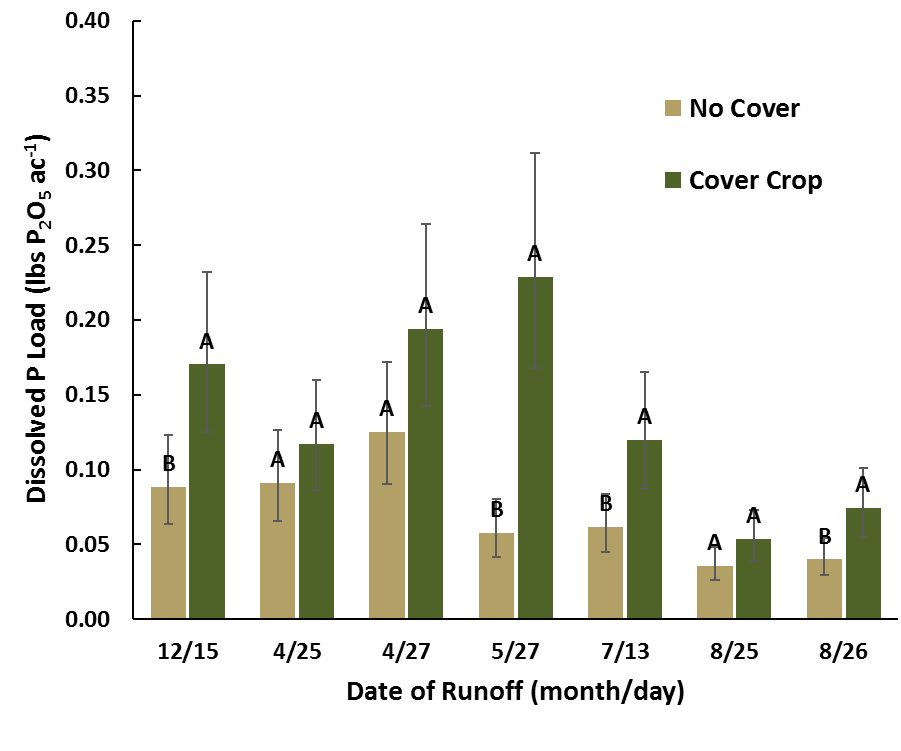 0.40
0.35
0.30
0.25
0.20
0.15
0.10
0.05
0.00
Dissolved P Load (lbs P₂O₅ ac⁻¹)
No Cover
Cover Crop
B A A A A A B A B A A A B A
12/15 4/25 4/27 5/27 7/13 8/25 8/26
Date of Runoff (month/day)